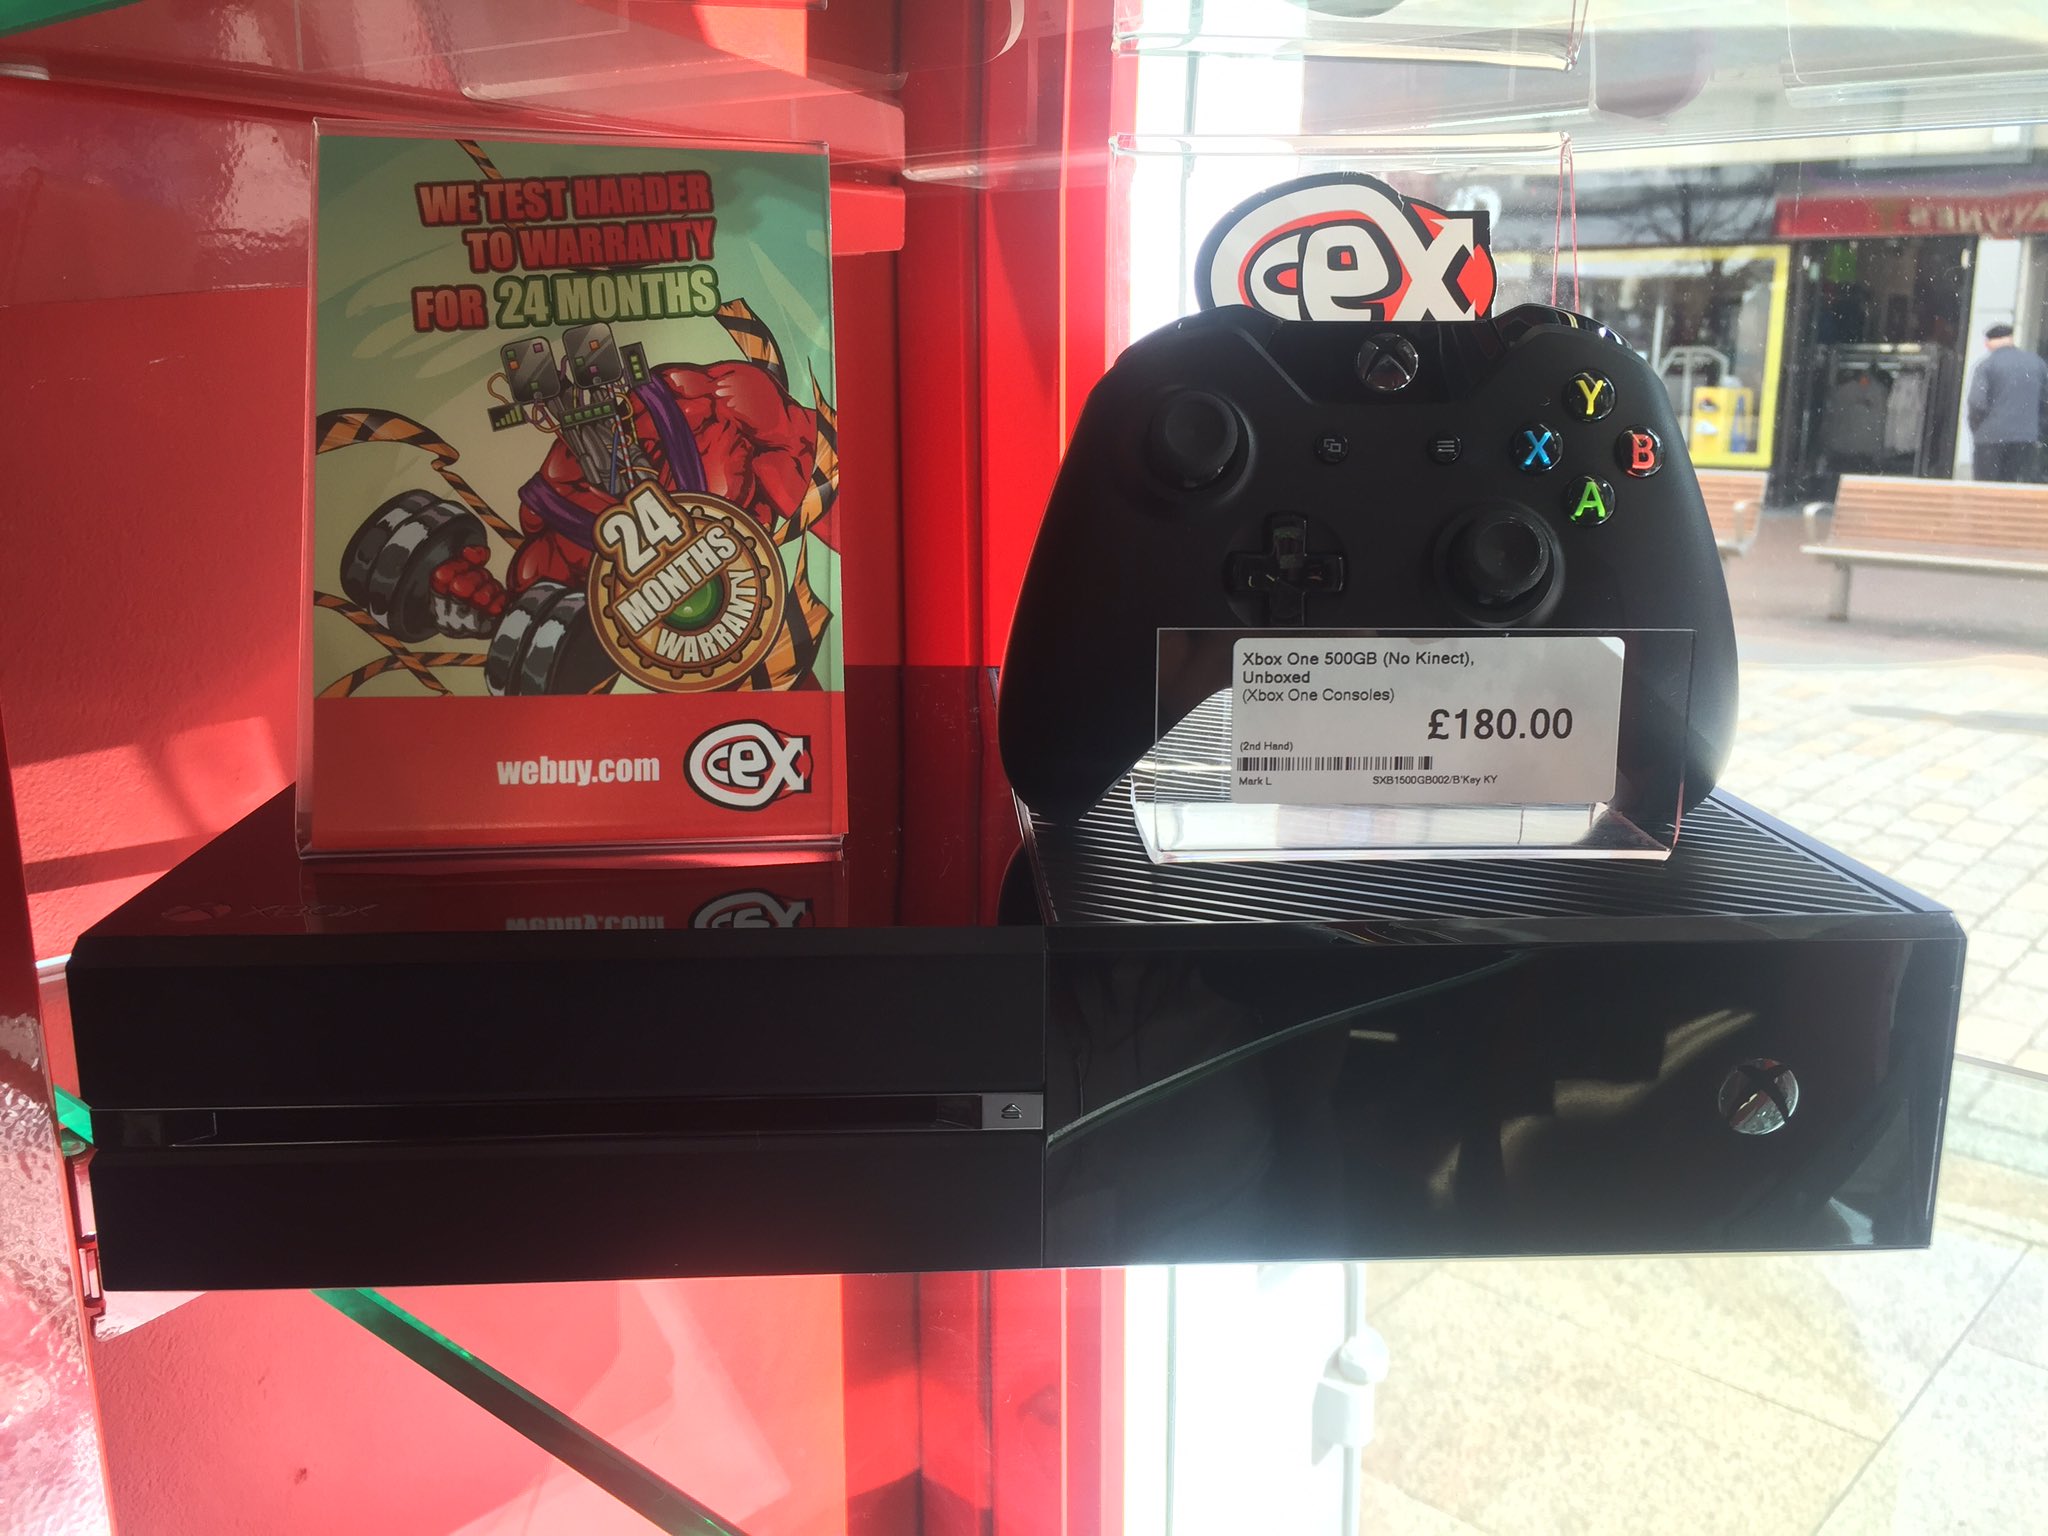 WE TEST HARDER
TO WARRANTY
FOR 24 MONTHS
24
MONTHS
WARRANTY
webuy.com
cex
cex
Y
X
B
A
Xbox One 500GB (No Kinect),
Unboxed
(Xbox One Consoles)
£180.00
(2nd Hand)
Mark L
SXB1500GB002/B'Key KY
XBOX